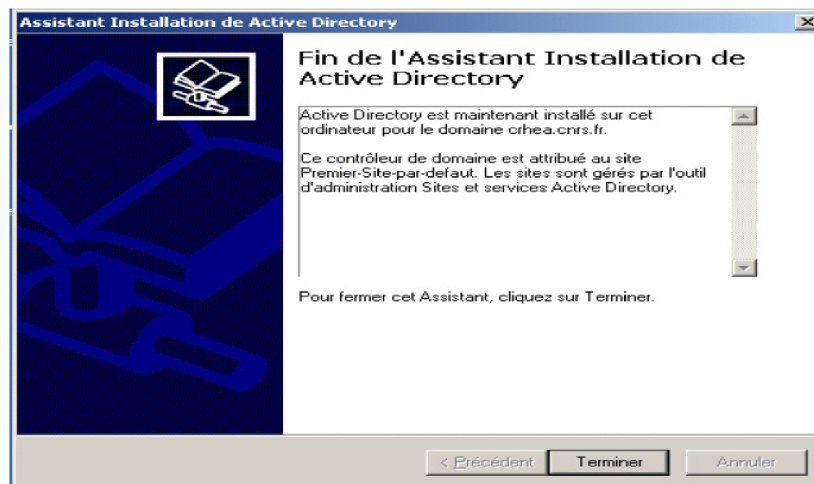 Assistant Installation de Active Directory
Fin de l'Assistant Installation de
Active Directory
Active Directory est maintenant installé sur cet
ordinateur pour le domaine crhea.cnrs.fr.
Ce contrôleur de domaine est attribué au site
Premier-Site-par-defaut. Les sites sont gérés par l'outil
d'administration Sites et services Active Directory.
Pour fermer cet Assistant, cliquez sur Terminer.
< Précédent
Terminer
Annuler